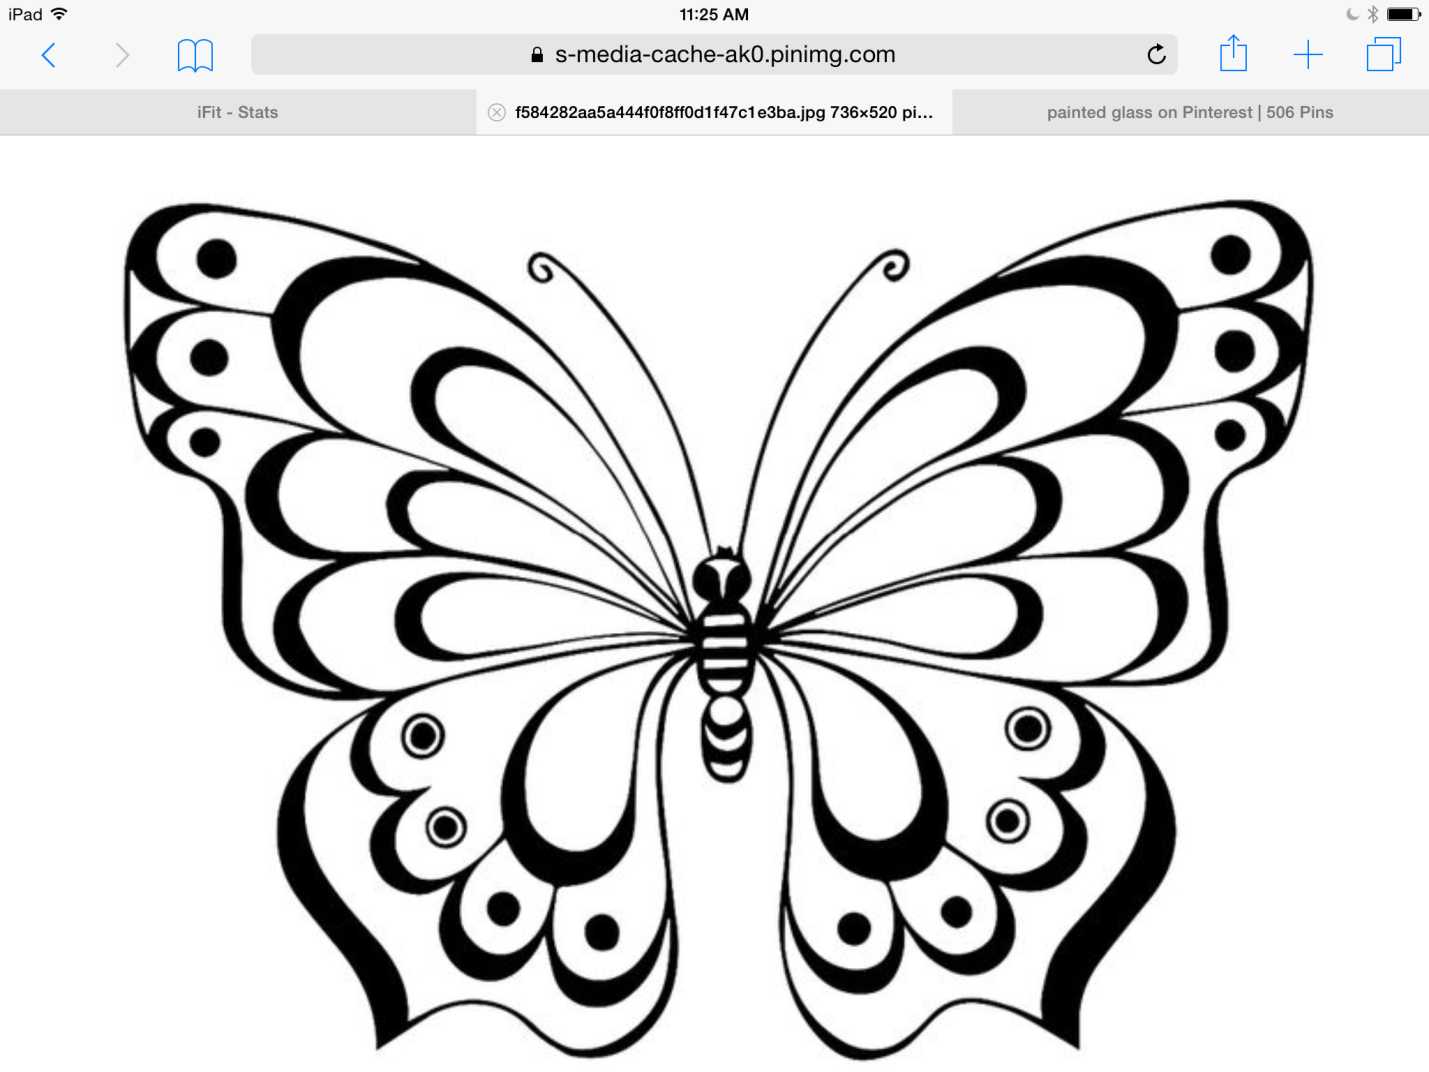 iPad
11:25 AM
s-media-cache-ak0.pinimg.com
iFit - Stats
f584282aa5a444f0f8ff0d1f47c1e3ba.jpg 736×520 pi...
painted glass on Pinterest | 506 Pins